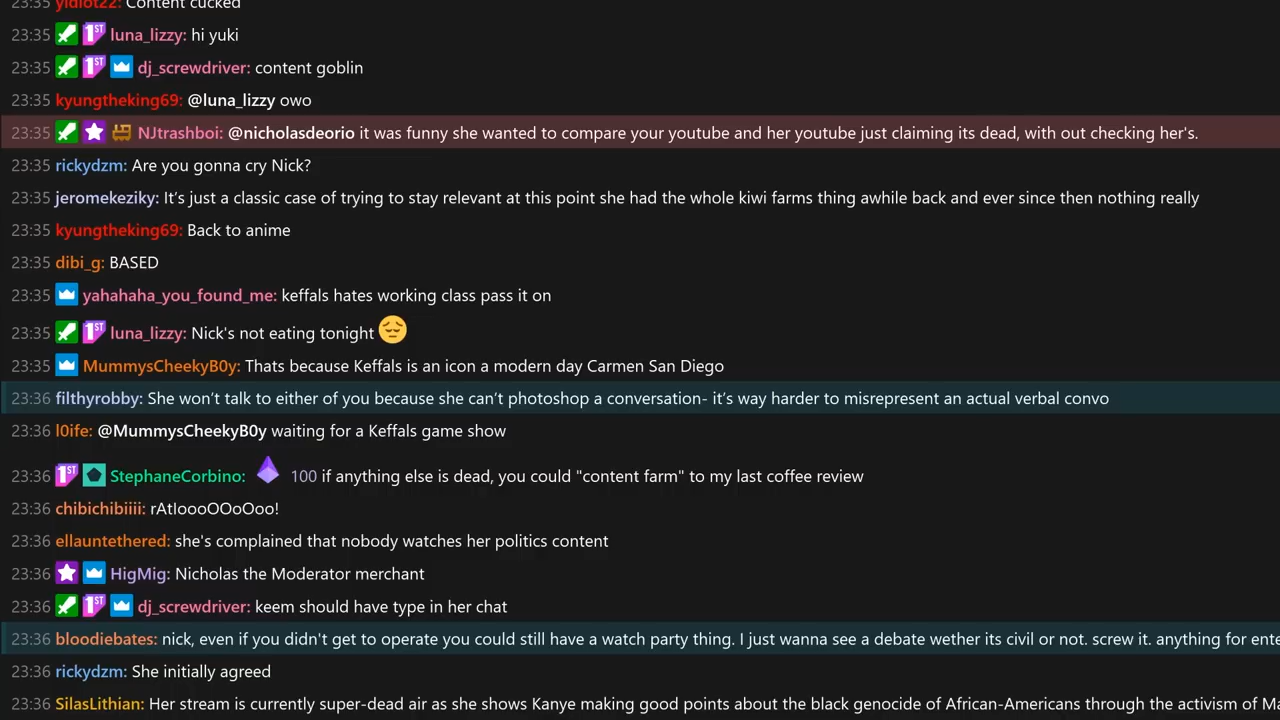 23:35 yidiot22: Content cucked
23:35 1ST luna_lizzy: hi yuki
23:35 1ST dj_screwdriver: content goblin
23:35 kyungtheking69: @luna_lizzy owo
23:35 NJtrashboi: @nicholasdeorio it was funny she wanted to compare your youtube and her youtube just claiming its dead, with out checking her's.
23:35 rickydzm: Are you gonna cry Nick?
23:35 jeromekeziky: It's just a classic case of trying to stay relevant at this point she had the whole kiwi farms thing awhile back and ever since then nothing really
23:35 kyungtheking69: Back to anime
23:35 dibi_g: BASED
23:35 yahahaha_you_found_me: keffals hates working class pass it on
23:35 1ST luna_lizzy: Nick's not eating tonight 😔
23:35 MummysCheekyB0y: Thats because Keffals is an icon a modern day Carmen San Diego
23:36 filthyrobby: She won't talk to either of you because she can't photoshop a conversation- it's way harder to misrepresent an actual verbal convo
23:36 l0ife: @MummysCheekyB0y waiting for a Keffals game show
23:36 1ST StephaneCorbino: 100 if anything else is dead, you could "content farm" to my last coffee review
23:36 chibichibiiii: rAtIoooOOoOoo!
23:36 ellauntethered: she's complained that nobody watches her politics content
23:36 HigMig: Nicholas the Moderator merchant
23:36 1ST dj_screwdriver: keem should have type in her chat
23:36 bloodiebates: nick, even if you didn't get to operate you could still have a watch party thing. I just wanna see a debate wether its civil or not. screw it. anything for ente
23:36 rickydzm: She initially agreed
23:36 SilasLithian: Her stream is currently super-dead air as she shows Kanye making good points about the black genocide of African-Americans through the activism of Ma